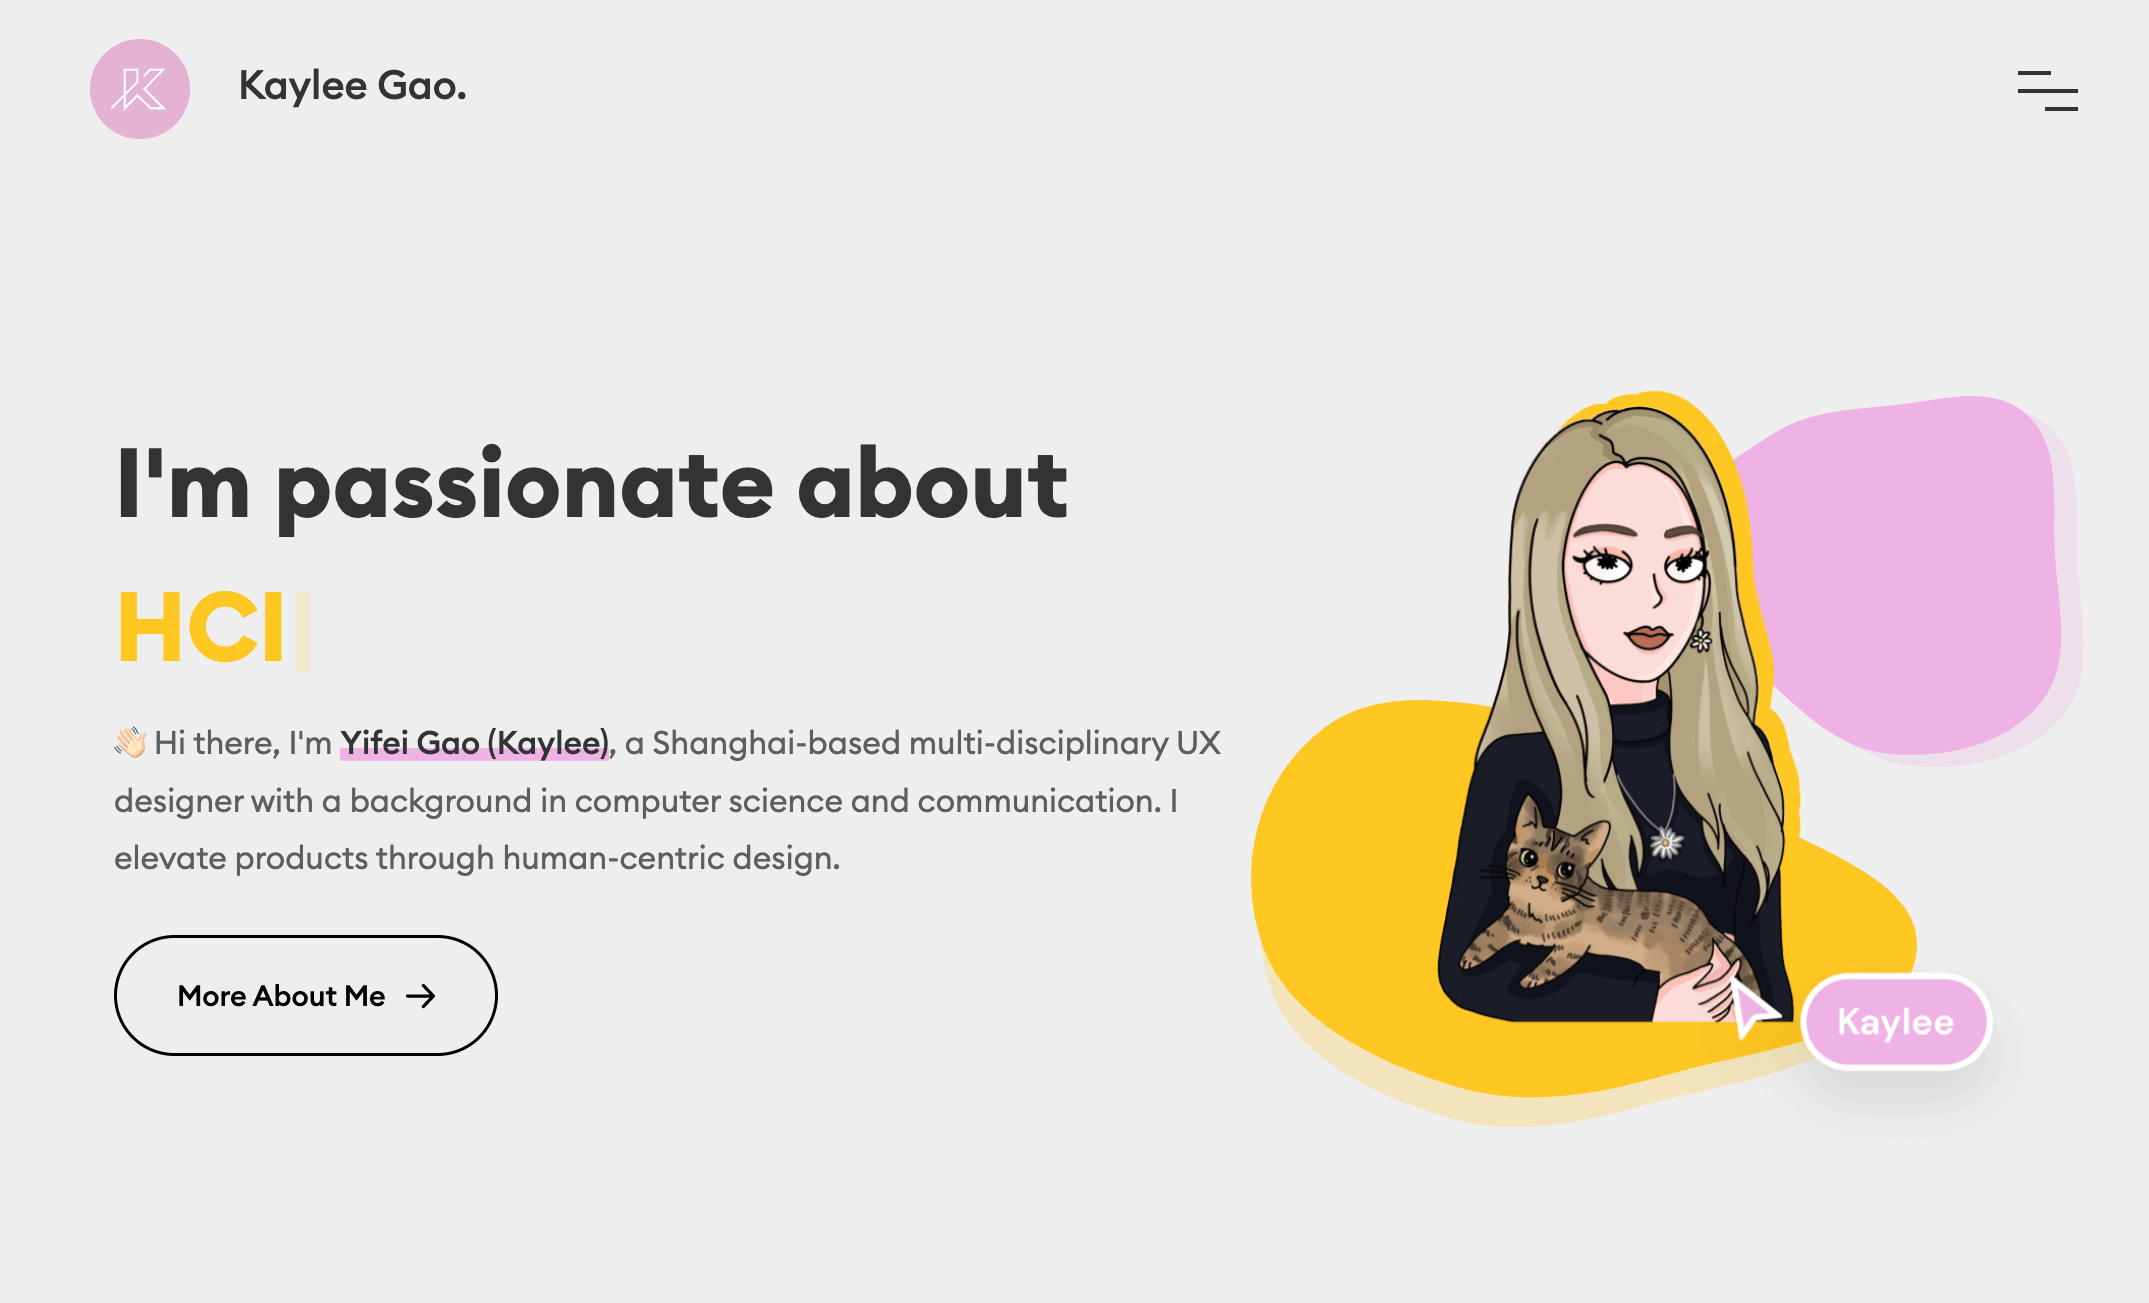 K
Kaylee Gao.
I'm passionate about
HCI
👋🏻 Hi there, I'm Yifei Gao (Kaylee), a Shanghai-based multi-disciplinary UX
designer with a background in computer science and communication. I
elevate products through human-centric design.
More About Me →
Kaylee